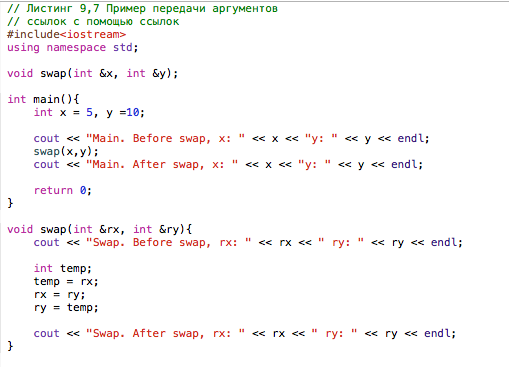 // Листинг 9,7 Пример передачи аргументов
// ссылок с помощью ссылок
#include<iostream>
using namespace std;
void swap(int &x, int &y);
int main(){
int x = 5, y =10;
cout << "Main. Before swap, x: " << x << "y: " << y << endl;
swap(x,y);
cout << "Main. After swap, x: " << x << "y: " << y << endl;
return 0;
}
void swap(int &rx, int &ry){
cout << "Swap. Before swap, rx: " << rx << " ry: " << ry << endl;
int temp;
temp = rx;
rx = ry;
ry = temp;
cout << "Swap. After swap, rx: " << rx << " ry: " << ry << endl;
}